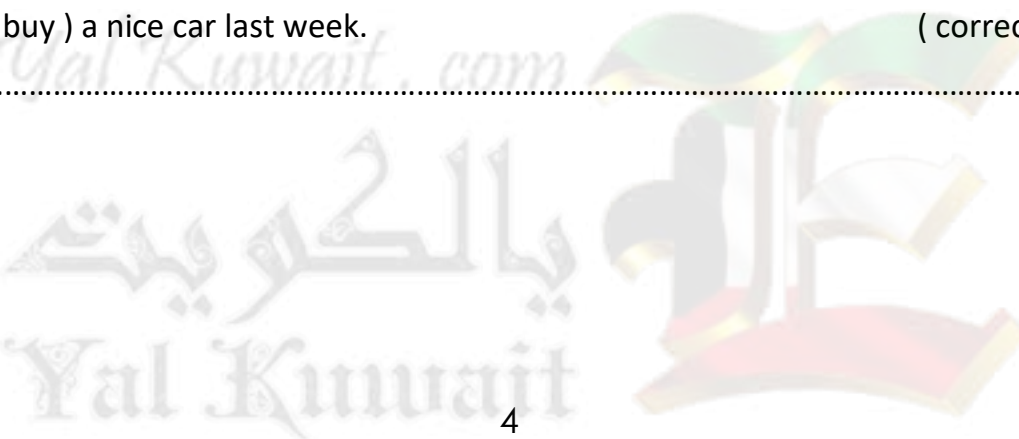 buy ) a nice car last week. ( correc
Yal Kuwait . com
يالكويت
Yal Kuwait
4